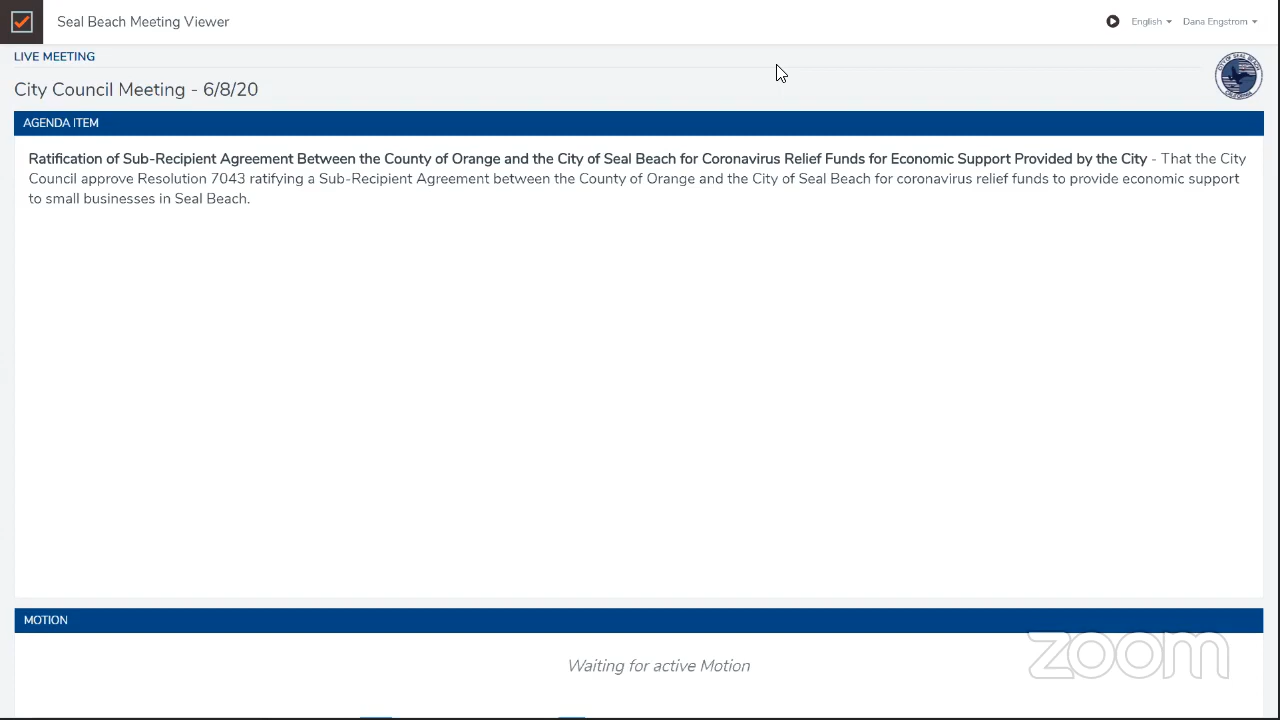 Seal Beach Meeting Viewer
English
Dana Engstrom
LIVE MEETING
City Council Meeting - 6/8/20
AGENDA ITEM
Ratification of Sub-Recipient Agreement Between the County of Orange and the City of Seal Beach for Coronavirus Relief Funds for Economic Support Provided by the City - That the City
Council approve Resolution 7043 ratifying a Sub-Recipient Agreement between the County of Orange and the City of Seal Beach for coronavirus relief funds to provide economic support
to small businesses in Seal Beach.
MOTION
Waiting for active Motion
zoom